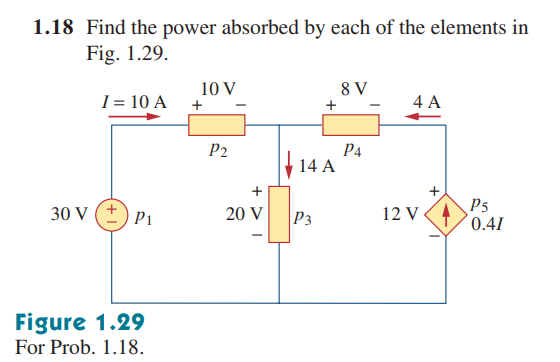 1.18 Find the power absorbed by each of the elements in
Fig. 1.29.
10 V
8 V
I = 10 A
+ −
+ −
4 A
p2
p4
14 A
30 V
+
−
p1
+
20 V
−
p3
+
12 V
−
p5
0.4I
Figure 1.29
For Prob. 1.18.